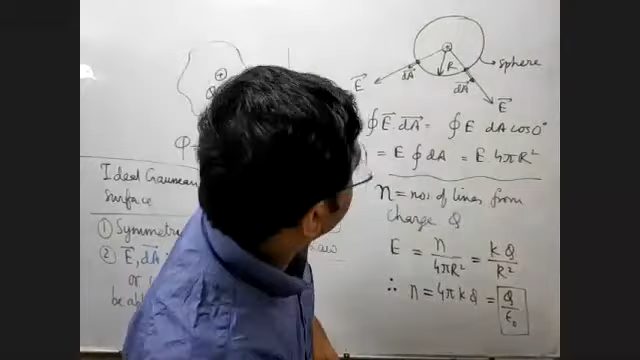 Φ
Ideal Gaussian
surface
① Symmetry
② E⃗, dA⃗
or
be
R
sphere
dA⃗
dA⃗
E⃗
E⃗
∮ E⃗ dA⃗ = ∮ E dA cos0°
= E ∮ dA = E 4πR²
n = no. of lines from
charge Q
E = n/4πR² = kQ/R²
∴ n = 4πkQ = Q/ε₀